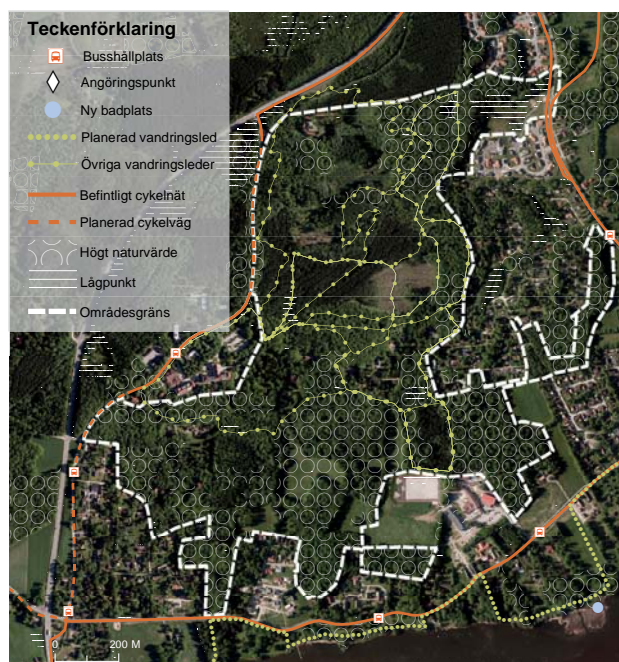 Teckenförklaring
Busshållplats
Angöringspunkt
Ny badplats
Planerad vandringsled
Övriga vandringsleder
Befintligt cykelnät
Planerad cykelväg
Högt naturvärde
Lågpunkt
Områdesgräns
0 200 M